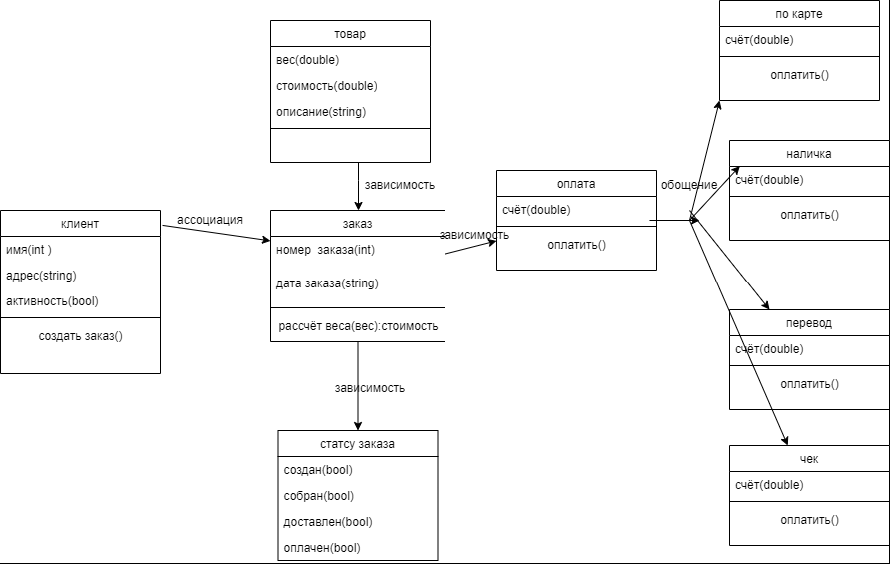 по карте
счёт(double)
оплатить()
товар
вес(double)
стоимость(double)
описание(string)
зависимость
наличка
счёт(double)
оплатить()
оплата
счёт(double)
оплатить()
обощение
клиент
имя(int )
адрес(string)
активность(bool)
создать заказ()
ассоциация
заказ
номер заказа(int)
дата заказа(string)
рассчёт веса(вес):стоимость
зависимость
зависимость
перевод
счёт(double)
оплатить()
статсу заказа
создан(bool)
собран(bool)
доставлен(bool)
оплачен(bool)
чек
счёт(double)
оплатить()